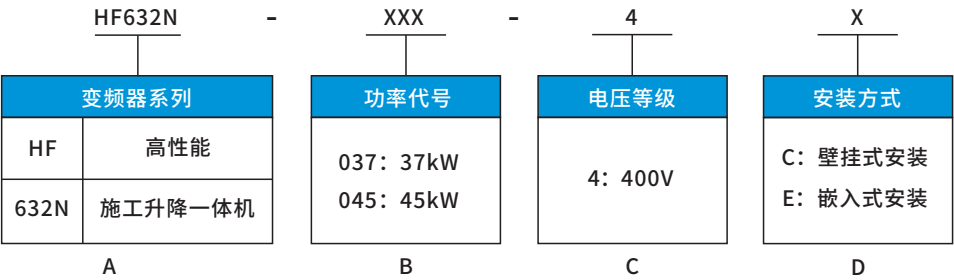 HF632N - XXX - 4 X
变频器系列 功率代号 电压等级 安装方式
HF 高性能
632N 施工升降一体机
037：37kW
045：45kW
4：400V
C：壁挂式安装
E：嵌入式安装
A B C D